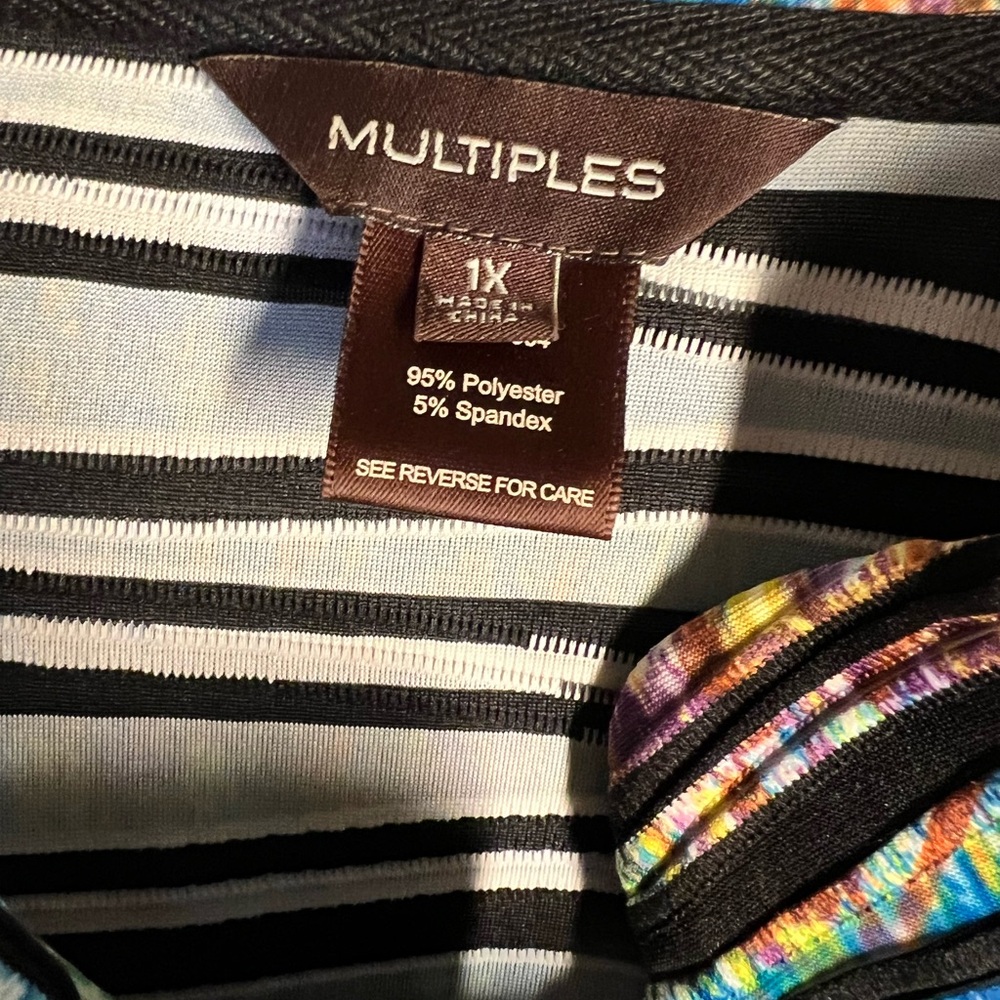 MULTIPLES
1X
MADE IN
CHINA
95% Polyester
5% Spandex
SEE REVERSE FOR CARE